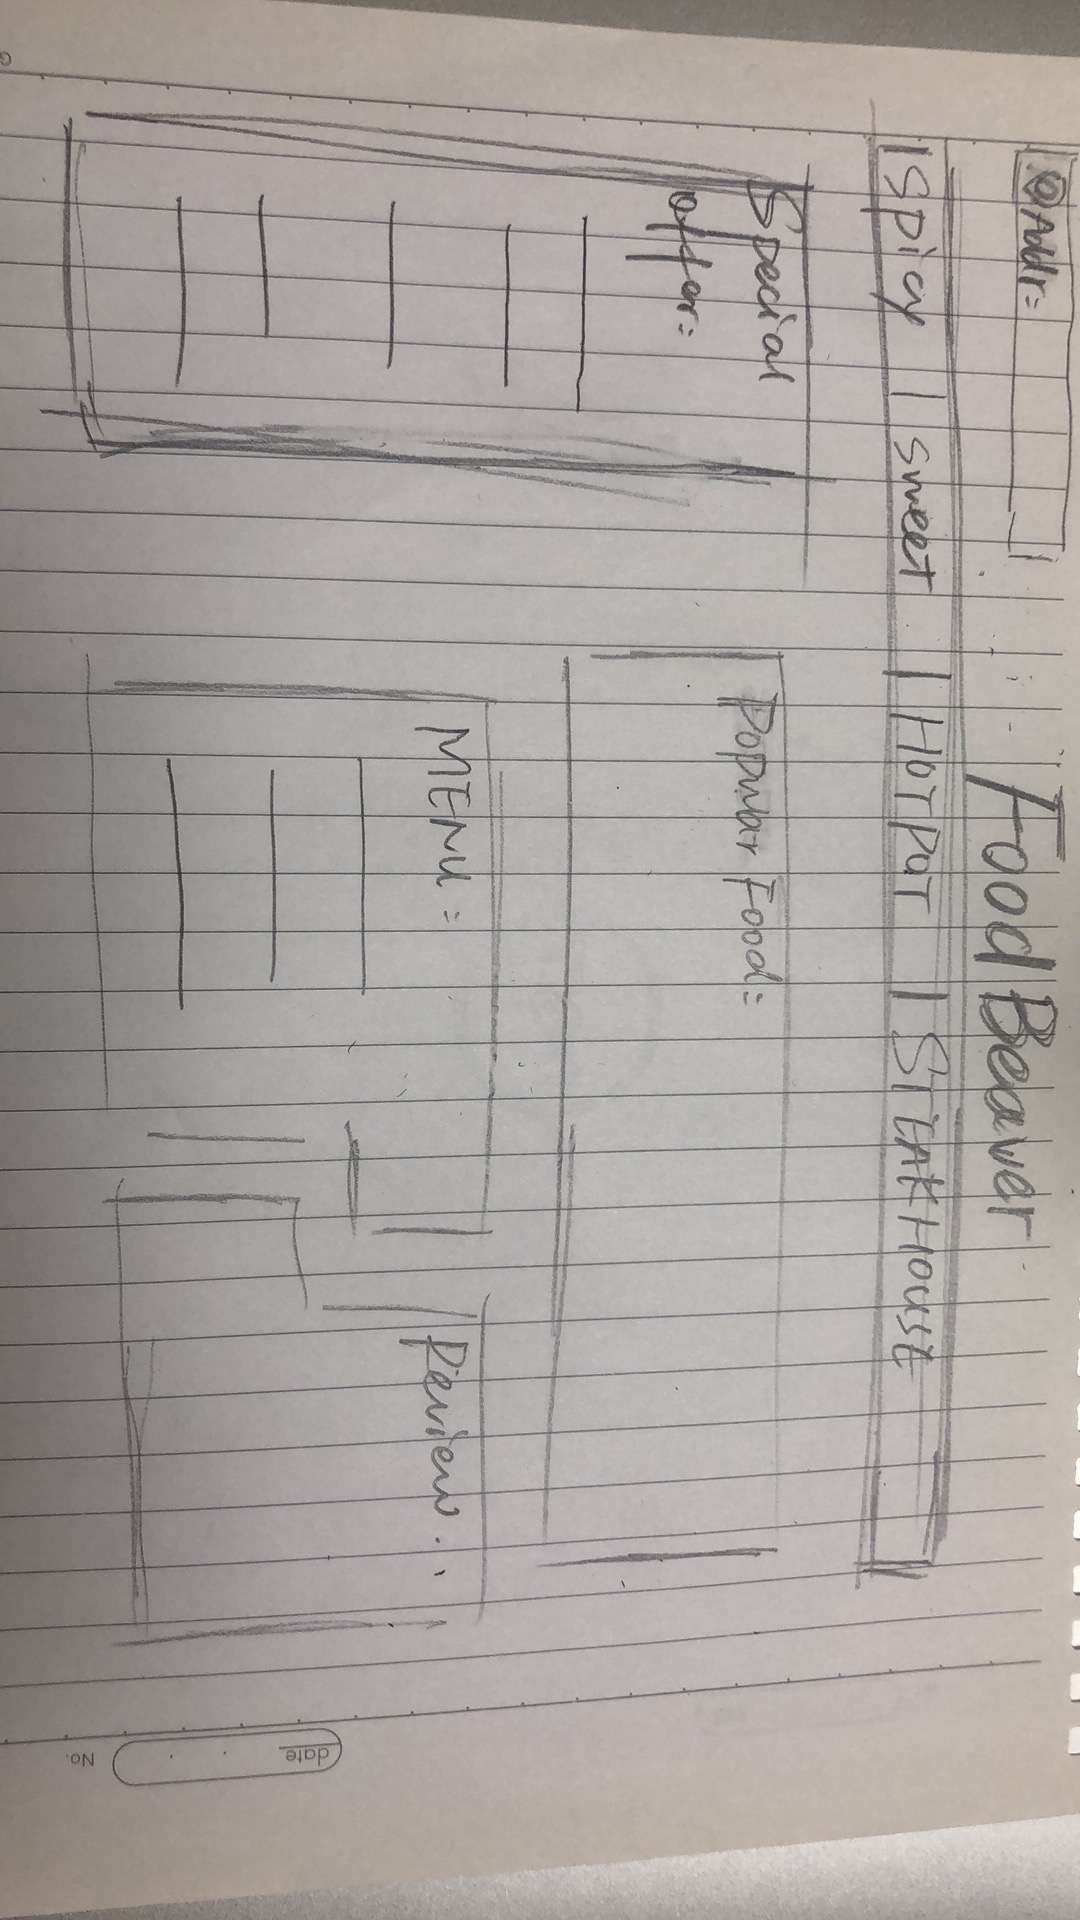 Food Beaver
Addr:
Spicy | sweet | HOTPOT | STEAKHOUSE
Special
offer:
Popular Food:
MENU:
Review.
date
No.